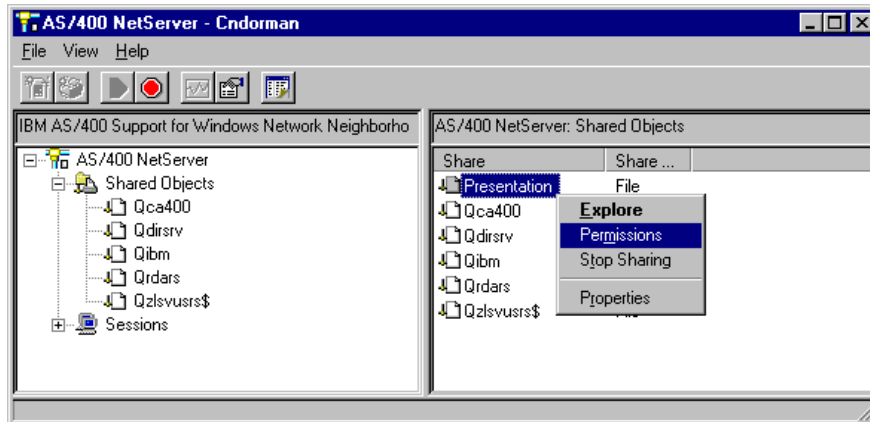 AS/400 NetServer - Cndorman
File View Help
IBM AS/400 Support for Windows Network Neighborho
AS/400 NetServer: Shared Objects
AS/400 NetServer
Shared Objects
Qca400
Qdirsrv
Qibm
Qrdars
Qzlsvusrs$
Sessions
Share Share ...
Presentation File
Qca400
Qdirsrv
Qibm
Qrdars
Qzlsvusrs$
Explore
Permissions
Stop Sharing
Properties